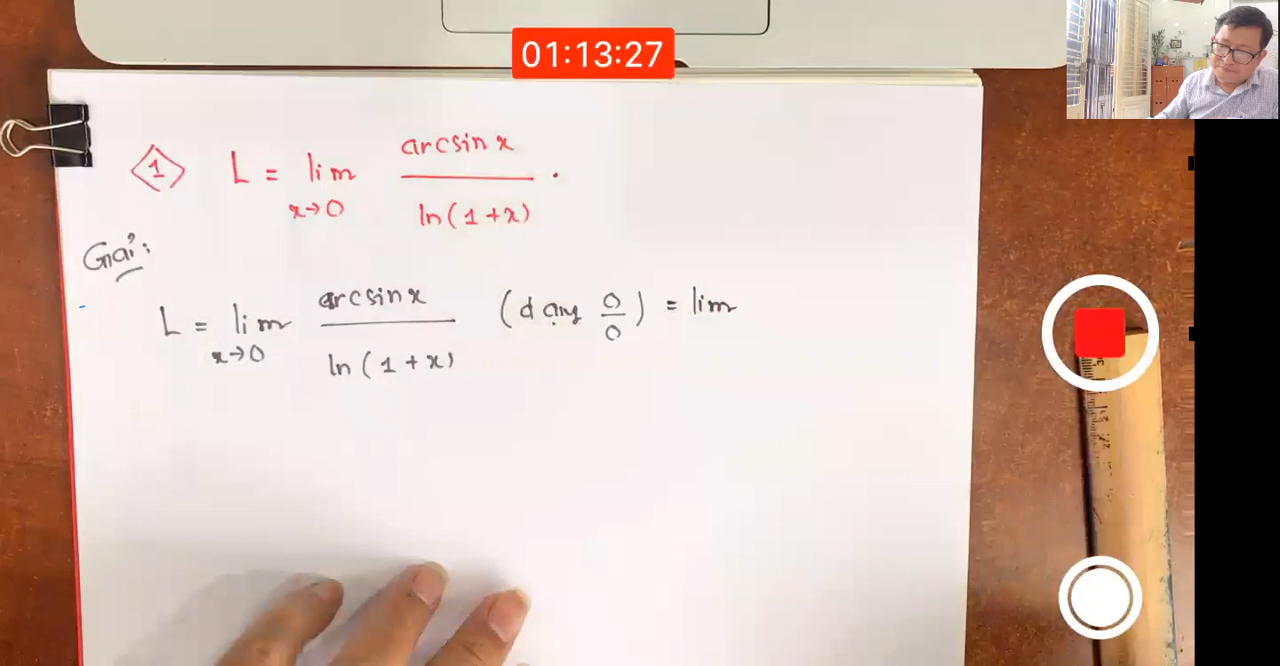 01:13:27
1 L = lim x→0 arcsin x / ln(1+x) .
Giải:
L = lim x→0 arcsin x / ln(1+x) (dạng 0/0) = lim